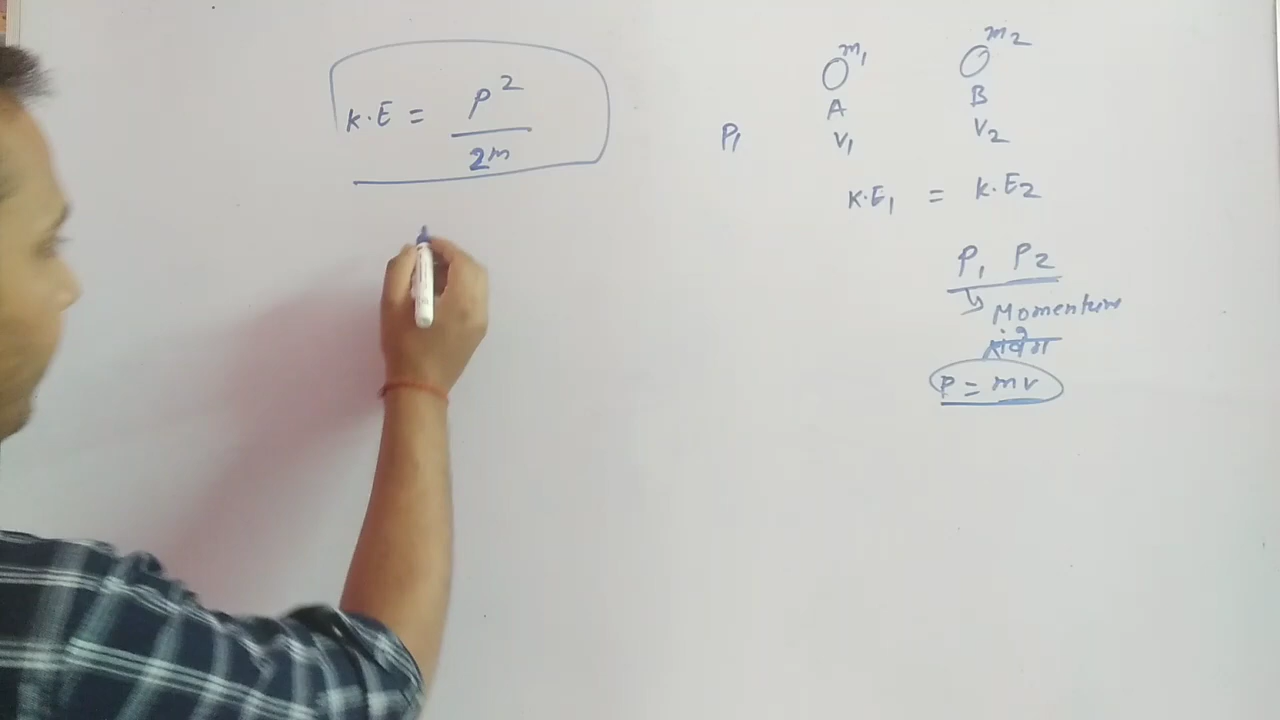 K.E = P²
2m
m₁ m₂
A B
P₁ V₁ V₂
K.E₁ = K.E₂
P₁ P₂
Momentum
संवेग
P = mv